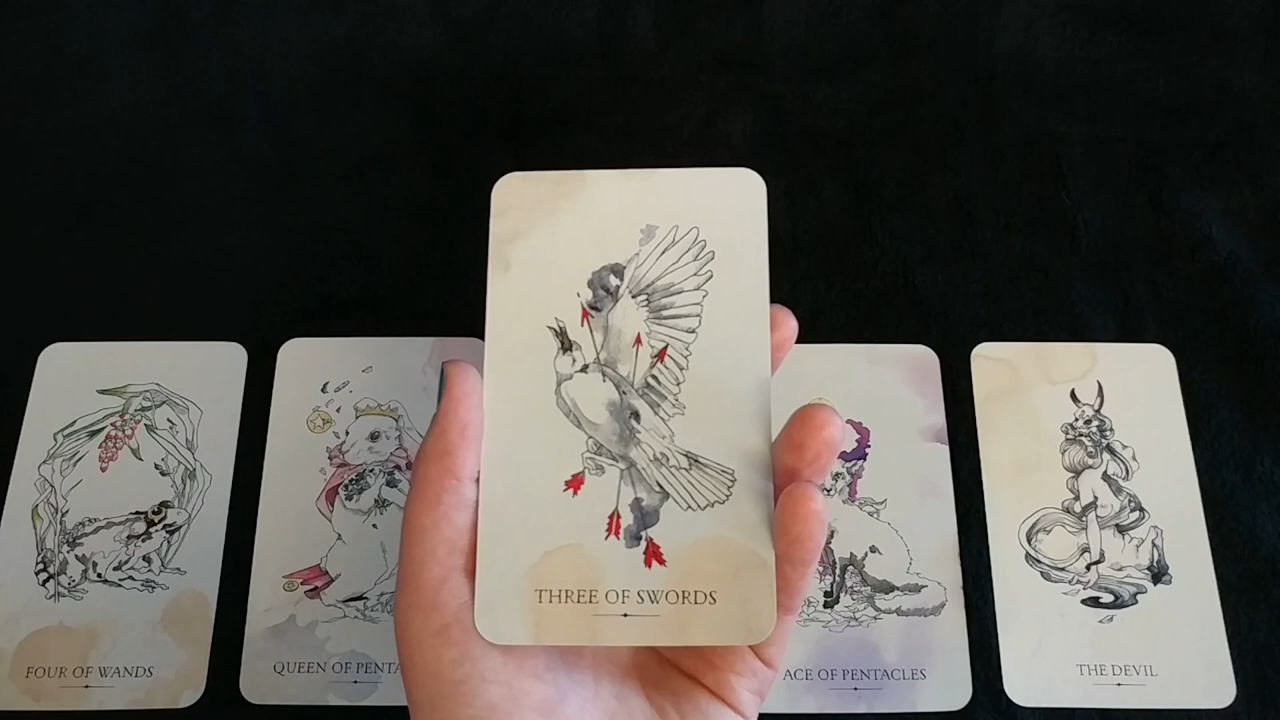 THREE OF SWORDS
FOUR OF WANDS
QUEEN OF PENTA
ACE OF PENTACLES
THE DEVIL